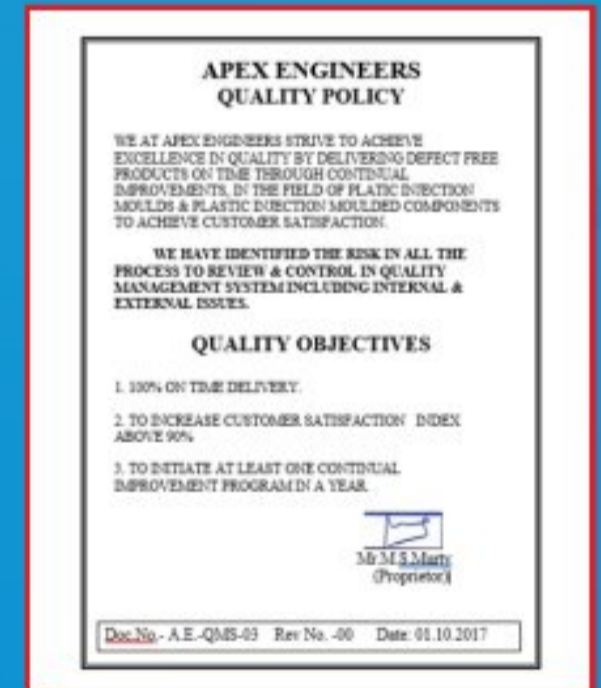 APEX ENGINEERS
QUALITY POLICY
WE AT APEX ENGINEERS STRIVE TO ACHIEVE
EXCELLENCE IN QUALITY BY DELIVERING DEFECT FREE
PRODUCTS ON TIME THROUGH CONTINUAL
IMPROVEMENTS, IN THE FIELD OF PLATIC INJECTION
MOULDS & PLASTIC INJECTION MOULDED COMPONENTS
TO ACHIEVE CUSTOMER SATISFACTION.
WE HAVE IDENTIFIED THE RISK IN ALL THE
PROCESS TO REVIEW & CONTROL IN QUALITY
MANAGEMENT SYSTEM INCLUDING INTERNAL &
EXTERNAL ISSUES.
QUALITY OBJECTIVES
1. 100% ON TIME DELIVERY.
2. TO INCREASE CUSTOMER SATISFACTION INDEX
ABOVE 90%
3. TO INITIATE AT LEAST ONE CONTINUAL
IMPROVEMENT PROGRAM IN A YEAR.
Mr.M.S.Murty
(Proprietor)
Doc.No.- A.E.-QMS-03 Rev No. -00 Date: 01.10.2017